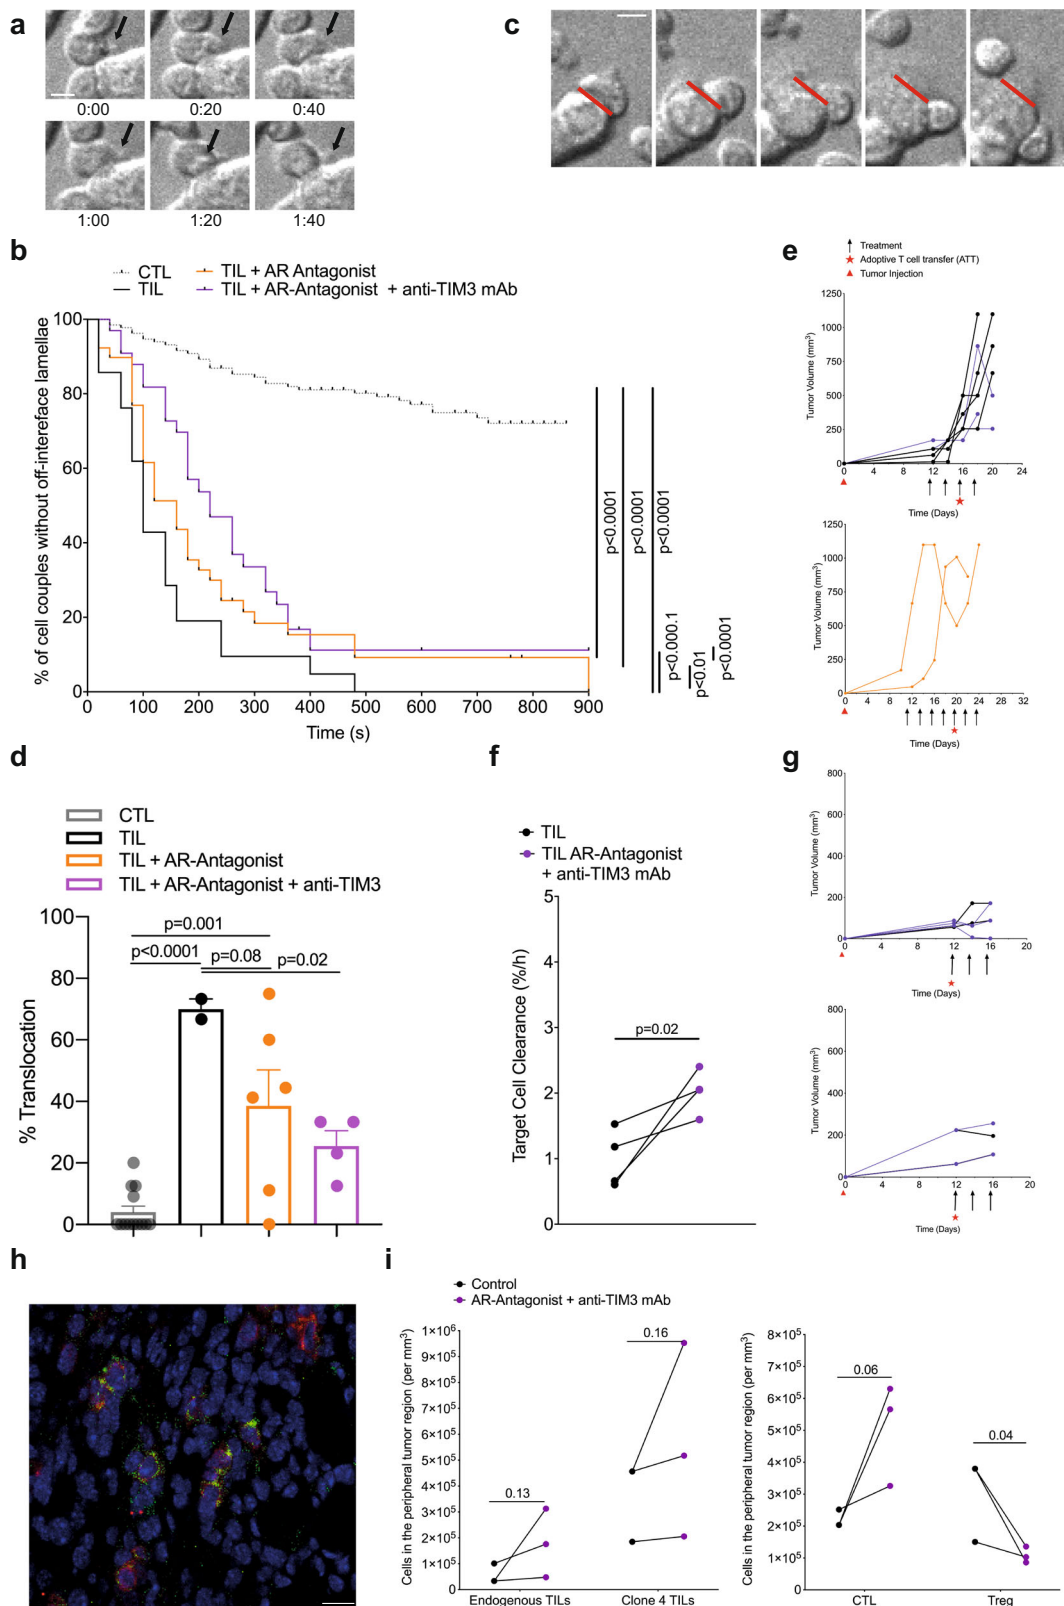 a
0:00
0:20
0:40
1:00
1:20
1:40
c
b
CTL
TIL
TIL + AR Antagonist
TIL + AR-Antagonist + anti-TIM3 mAb
% of cell couples without off-intereface lamellae
100
80
60
40
20
0
0 100 200 300 400 500 600 700 800 900
Time (s)
p<0.0001
p<0.0001
p<0.0001
p<0.000.1
p<0.01
p<0.0001
e
Treatment
Adoptive T cell transfer (ATT)
Tumor Injection
Tumor Volume (mm³)
1250
1000
750
500
250
0
0 4 8 12 16 20 24
Time (Days)
Tumor Volume (mm³)
1250
1000
750
500
250
0
0 4 8 12 16 20 24 28 32
Time (Days)
d
CTL
TIL
TIL + AR-Antagonist
TIL + AR-Antagonist + anti-TIM3
% Translocation
100
80
60
40
20
0
p=0.001
p<0.0001
p=0.08
p=0.02
f
TIL
TIL AR-Antagonist
+ anti-TIM3 mAb
Target Cell Clearance (%/h)
5
4
3
2
1
0
p=0.02
g
Tumor Volume (mm³)
800
600
400
200
0
0 4 8 12 16 20
Time (Days)
Tumor Volume (mm³)
800
600
400
200
0
0 4 8 12 16 20
Time (Days)
h
i
Control
AR-Antagonist + anti-TIM3 mAb
Cells in the peripheral tumor region (per mm³)
1×10⁶
9×10⁵
8×10⁵
7×10⁵
6×10⁵
5×10⁵
4×10⁵
3×10⁵
2×10⁵
1×10⁵
0
0.13
0.16
Endogenous TILs
Clone 4 TILs
Cells in the peripheral tumor region (per mm³)
8×10⁵
7×10⁵
6×10⁵
5×10⁵
4×10⁵
3×10⁵
2×10⁵
1×10⁵
0
0.06
0.04
CTL
Treg